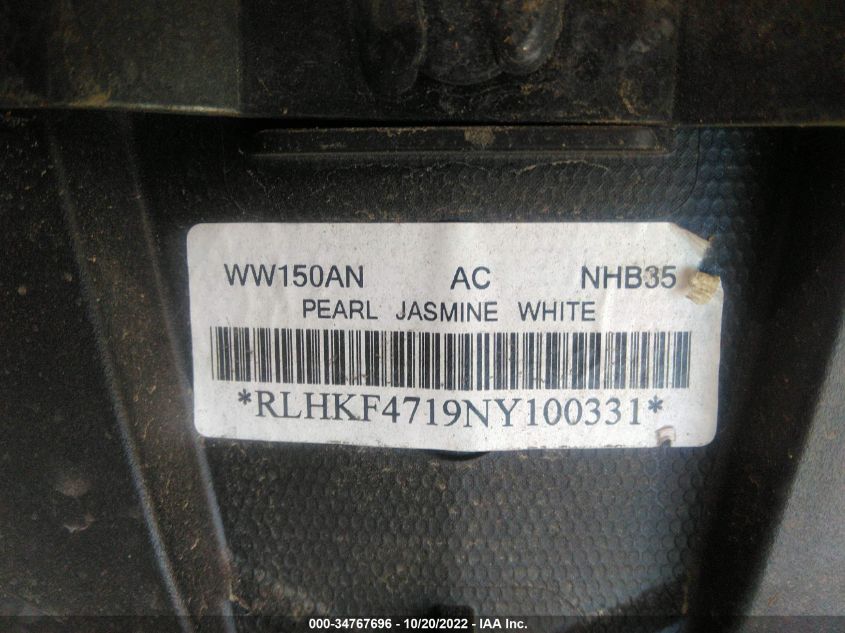 WW150AN AC NHB35
PEARL JASMINE WHITE
*RLHKF4719NY100331*
000-34767696 - 10/20/2022 - IAA Inc.